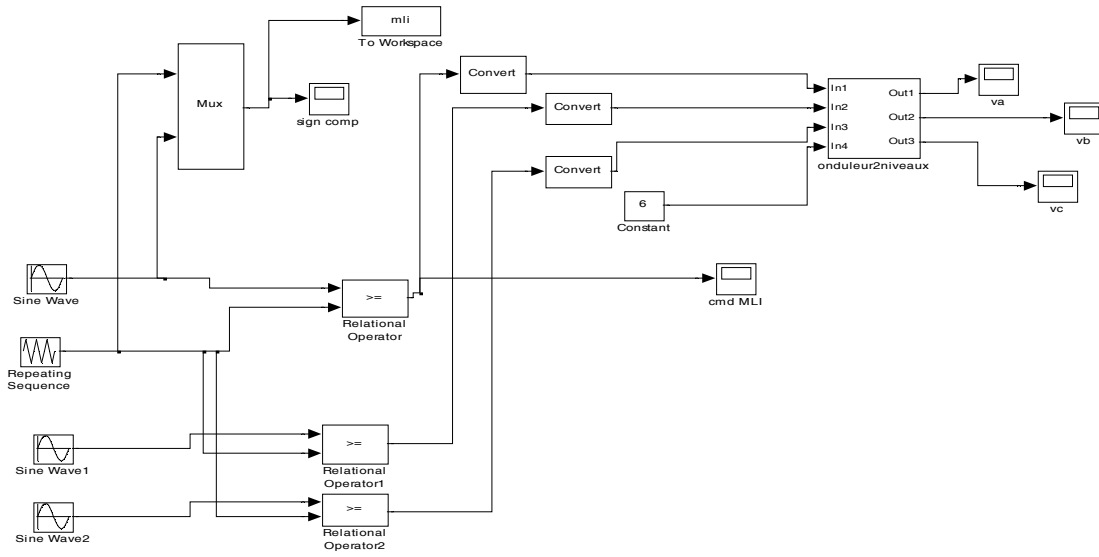 mli
To Workspace
Mux
sign comp
Convert
Convert
Convert
6
Constant
In1
In2
In3
In4
Out1
Out2
Out3
onduleur2niveaux
va
vb
vc
Sine Wave
>=
Relational
Operator
cmd MLI
Repeating
Sequence
Sine Wave1
>=
Relational
Operator1
Sine Wave2
>=
Relational
Operator2